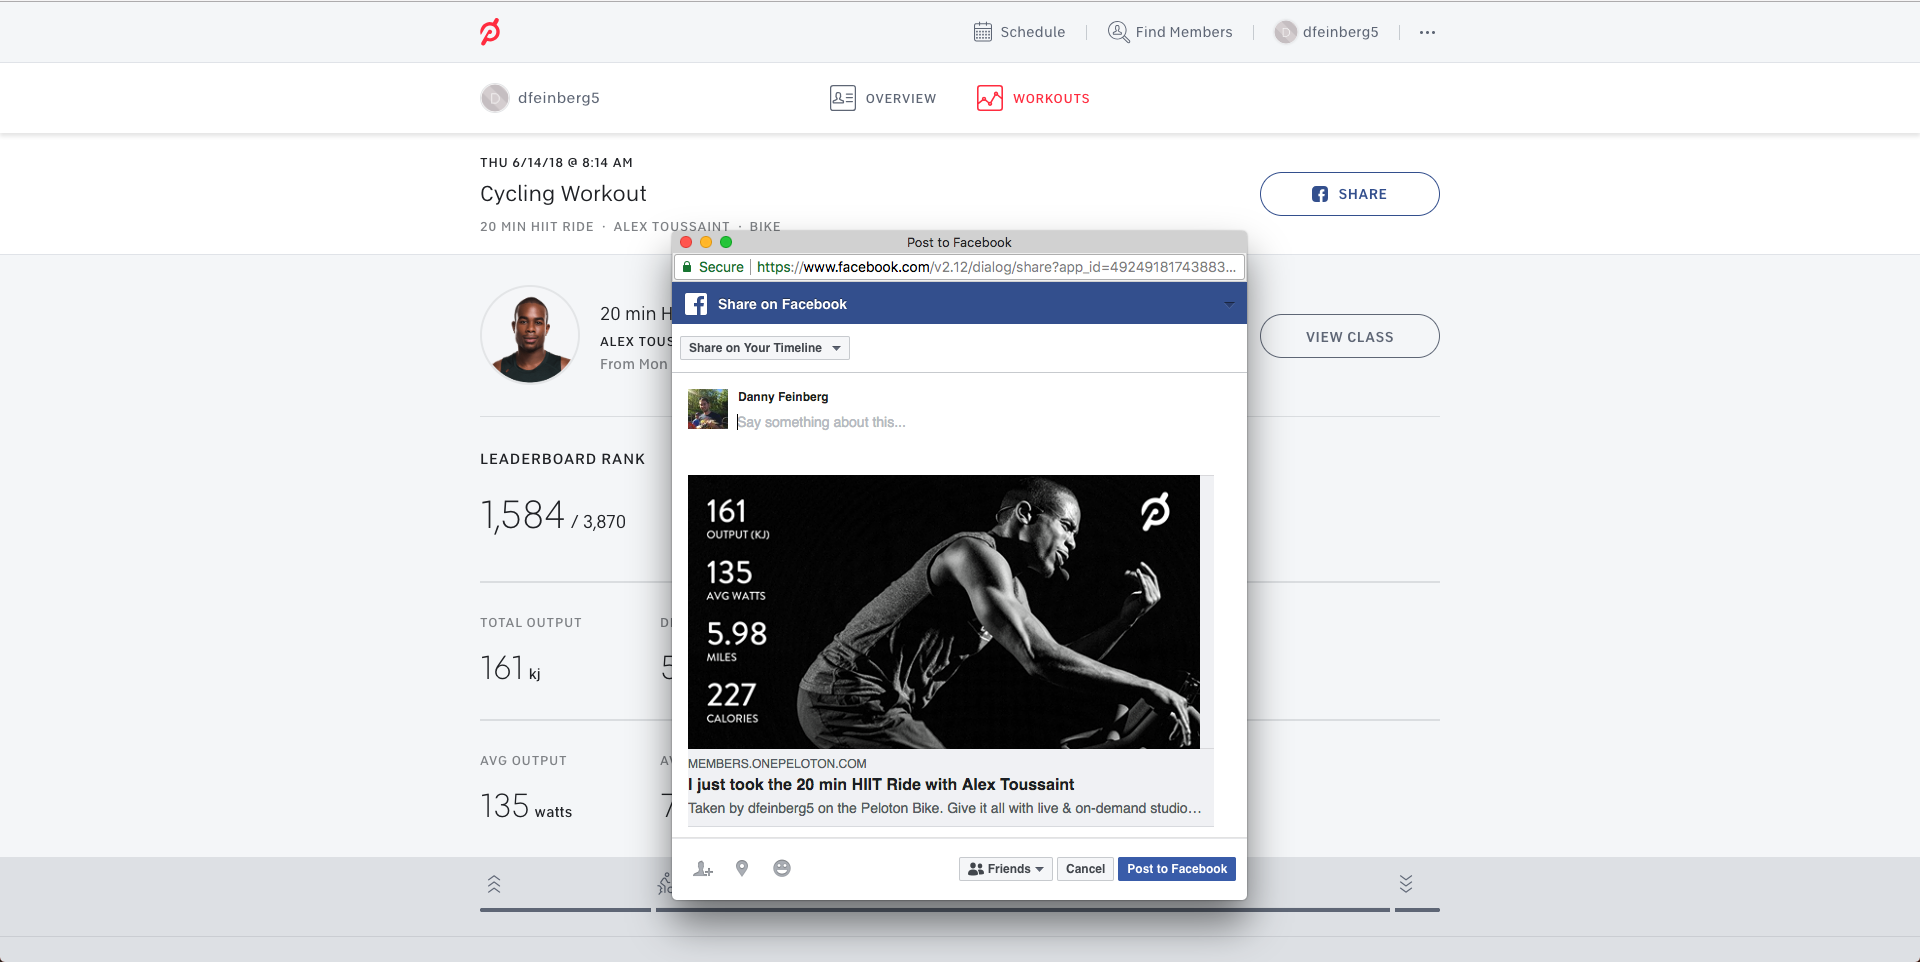 Schedule
Find Members
D
dfeinberg5
D
dfeinberg5
OVERVIEW
WORKOUTS
THU 6/14/18 @ 8:14 AM
Cycling Workout
20 MIN HIIT RIDE · ALEX TOUSSAINT · BIKE
SHARE
Post to Facebook
Secure
https://www.facebook.com/v2.12/dialog/share?app_id=49249181743883...
Share on Facebook
20 min H
ALEX TOUS
From Mon
VIEW CLASS
Share on Your Timeline
Danny Feinberg
Say something about this...
LEADERBOARD RANK
1,584 / 3,870
161
OUTPUT (KJ)
135
AVG WATTS
5.98
MILES
227
CALORIES
TOTAL OUTPUT
161 kj
AVG OUTPUT
135 watts
MEMBERS.ONEPELOTON.COM
I just took the 20 min HIIT Ride with Alex Toussaint
Taken by dfeinberg5 on the Peloton Bike. Give it all with live & on-demand studio...
Friends
Cancel
Post to Facebook